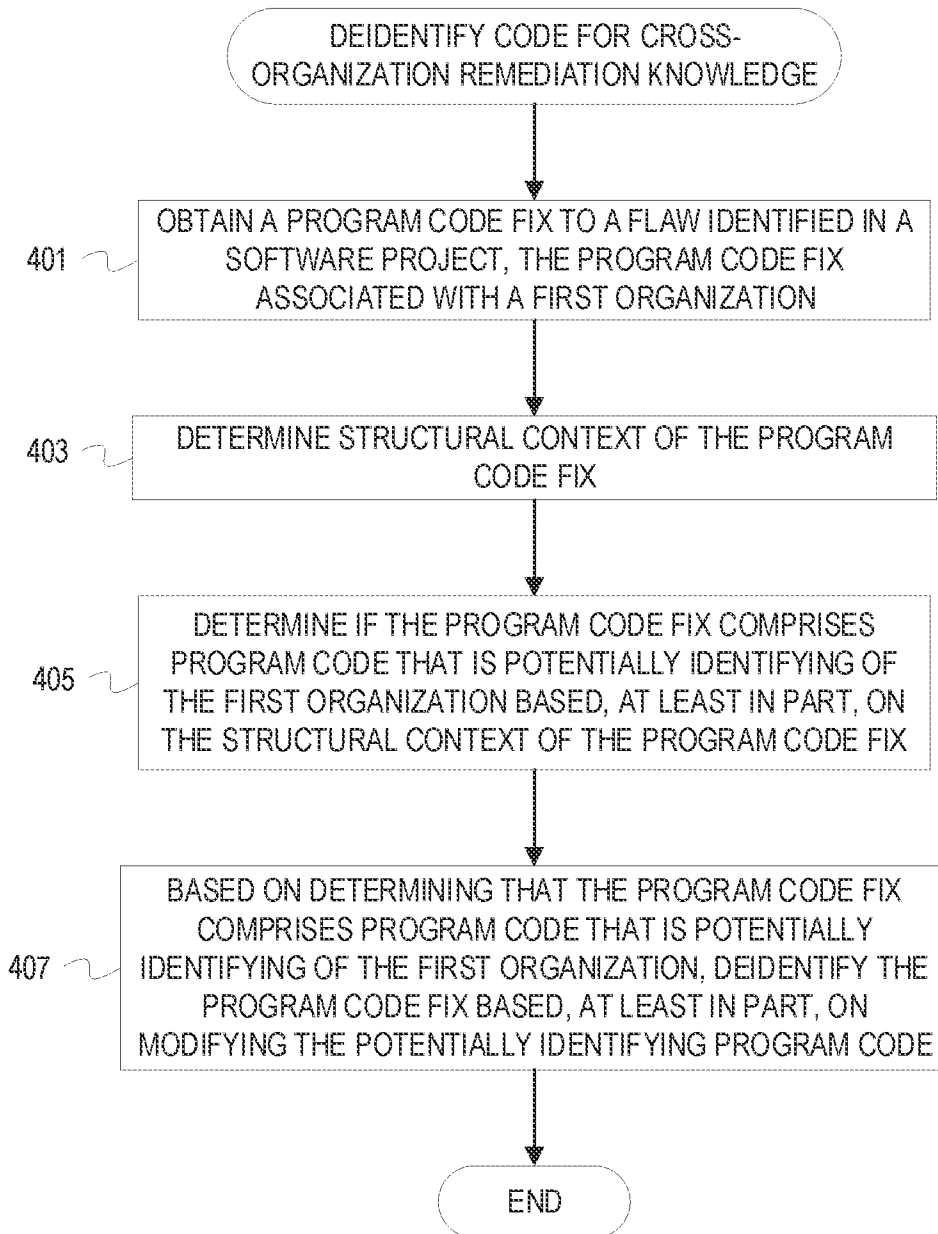 DEIDENTIFY CODE FOR CROSS-
ORGANIZATION REMEDIATION KNOWLEDGE
401
OBTAIN A PROGRAM CODE FIX TO A FLAW IDENTIFIED IN A
SOFTWARE PROJECT, THE PROGRAM CODE FIX
ASSOCIATED WITH A FIRST ORGANIZATION
403
DETERMINE STRUCTURAL CONTEXT OF THE PROGRAM
CODE FIX
405
DETERMINE IF THE PROGRAM CODE FIX COMPRISES
PROGRAM CODE THAT IS POTENTIALLY IDENTIFYING OF
THE FIRST ORGANIZATION BASED, AT LEAST IN PART, ON
THE STRUCTURAL CONTEXT OF THE PROGRAM CODE FIX
407
BASED ON DETERMINING THAT THE PROGRAM CODE FIX
COMPRISES PROGRAM CODE THAT IS POTENTIALLY
IDENTIFYING OF THE FIRST ORGANIZATION, DEIDENTIFY THE
PROGRAM CODE FIX BASED, AT LEAST IN PART, ON
MODIFYING THE POTENTIALLY IDENTIFYING PROGRAM CODE
END